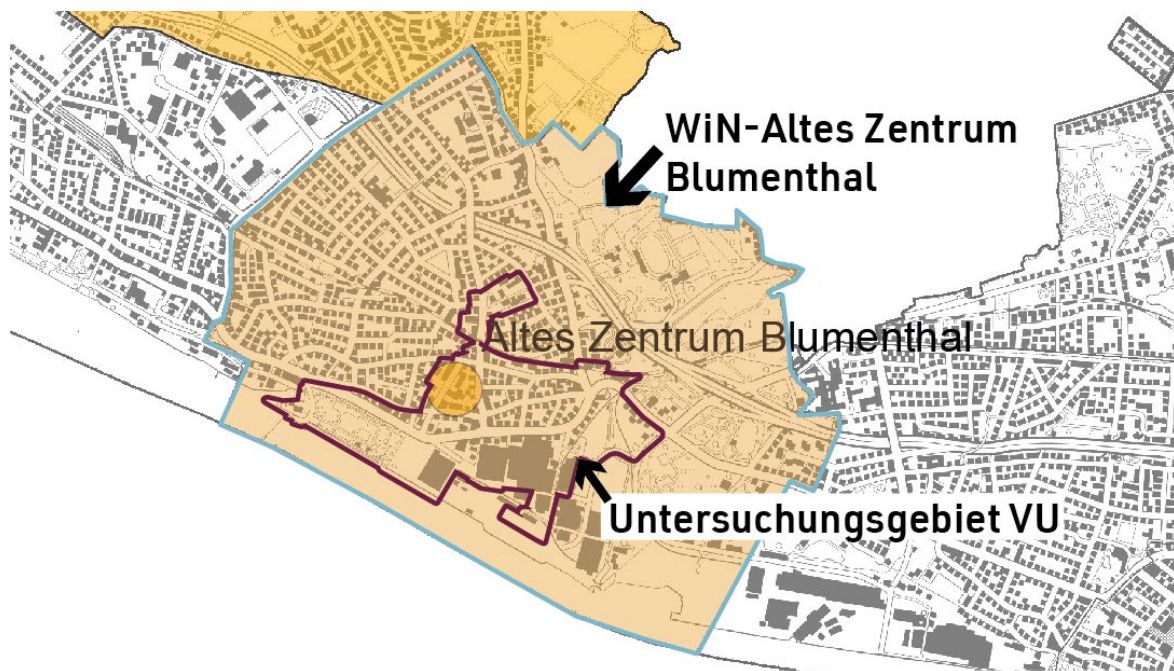 WiN-Altes Zentrum
Blumenthal
Altes Zentrum Blumenthal
Untersuchungsgebiet VU